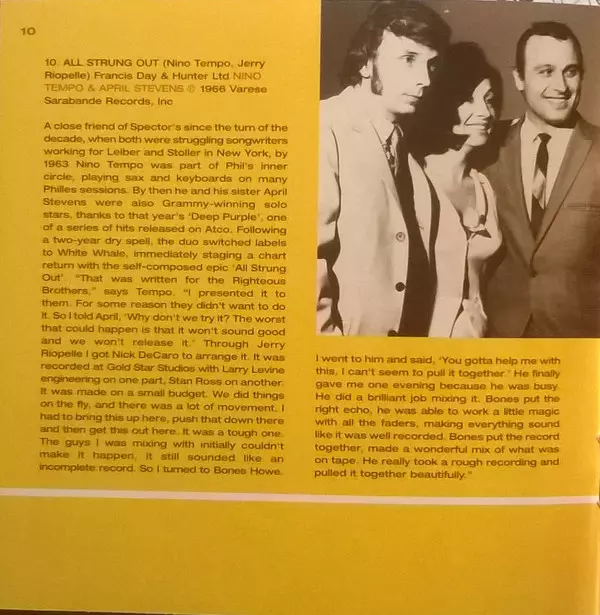 10
10. ALL STRUNG OUT (Nino Tempo, Jerry
Riopelle) Francis Day & Hunter Ltd NINO
TEMPO & APRIL STEVENS ℗ 1966 Varese
Sarabande Records, Inc
A close friend of Spector's since the turn of the
decade, when both were struggling songwriters
working for Leiber and Stoller in New York, by
1963 Nino Tempo was part of Phil's inner
circle, playing sax and keyboards on many
Philles sessions. By then he and his sister April
Stevens were also Grammy-winning solo
stars, thanks to that year's 'Deep Purple', one
of a series of hits released on Atco. Following
a two-year dry spell, the duo switched labels
to White Whale, immediately staging a chart
return with the self-composed epic 'All Strung
Out'. "That was written for the Righteous
Brothers," says Tempo. "I presented it to
them. For some reason they didn't want to do
it. So I told April, 'Why don't we try it? The worst
that could happen is that it won't sound good
and we won't release it.' Through Jerry
Riopelle I got Nick DeCaro to arrange it. It was
recorded at Gold Star Studios with Larry Levine
engineering on one part, Stan Ross on another.
It was made on a small budget. We did things
on the fly, and there was a lot of movement, I
had to bring this up here, push that down there
and then get this out here. It was a tough one.
The guys I was mixing with initially couldn't
make it happen, it still sounded like an
incomplete record. So I turned to Bones Howe.
I went to him and said, 'You gotta help me with
this, I can't seem to pull it together.' He finally
gave me one evening because he was busy.
He did a brilliant job mixing it. Bones put the
right echo, he was able to work a little magic
with all the faders, making everything sound
like it was well recorded. Bones put the record
together, made a wonderful mix of what was
on tape. He really took a rough recording and
pulled it together beautifully."